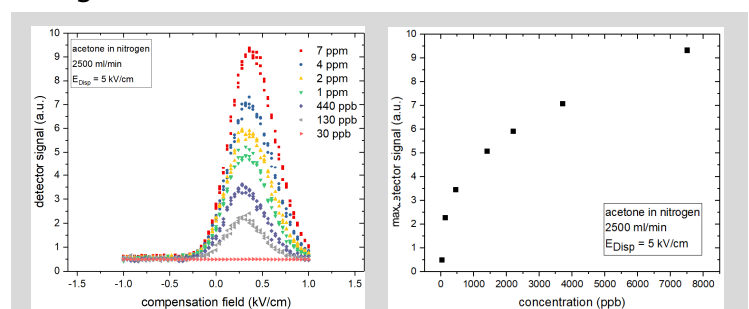 10
9
8
7
6
5
4
3
2
1
0
detector signal (a.u.)
acetone in nitrogen
2500 ml/min
EDisp = 5 kV/cm
7 ppm
4 ppm
2 ppm
1 ppm
440 ppb
130 ppb
30 ppb
-1.5 -1.0 -0.5 0.0 0.5 1.0 1.5
compensation field (kV/cm)
10
9
8
7
6
5
4
3
2
1
0
signal (a.u.)
acetone in nitrogen
2500 ml/min
EDisp = 5 kV/cm
0 1000 2000 3000 4000 5000 6000 7000 8000
concentration (ppb)